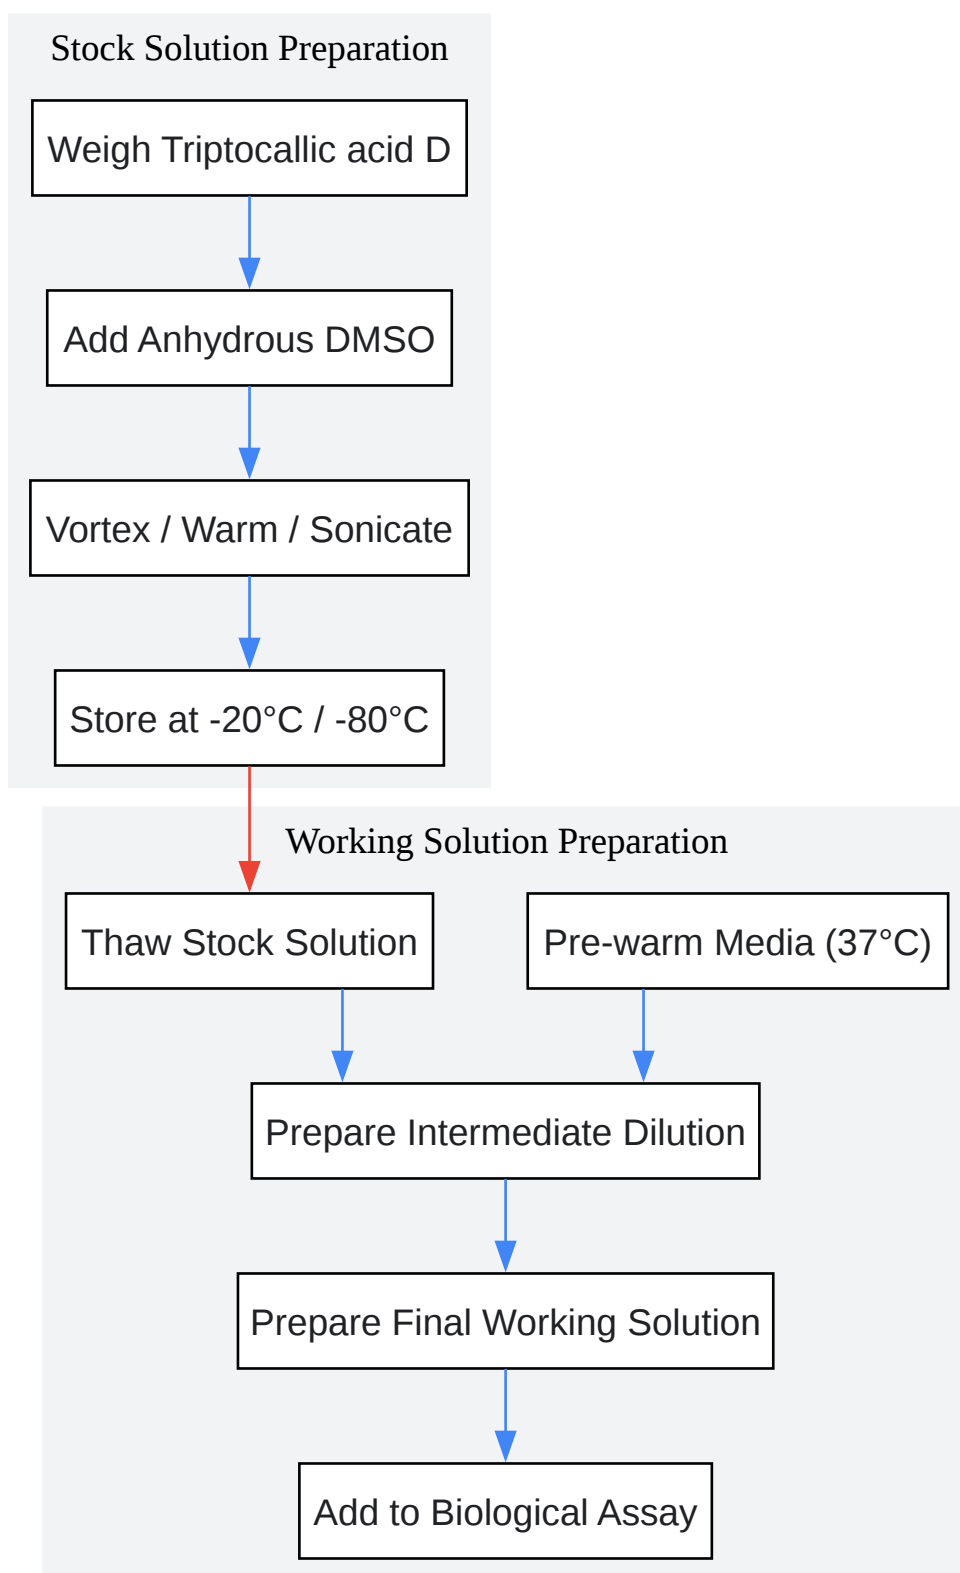 Stock Solution Preparation
Weigh Triptocallic acid D
Add Anhydrous DMSO
Vortex / Warm / Sonicate
Store at -20°C / -80°C
Working Solution Preparation
Thaw Stock Solution
Pre-warm Media (37°C)
Prepare Intermediate Dilution
Prepare Final Working Solution
Add to Biological Assay